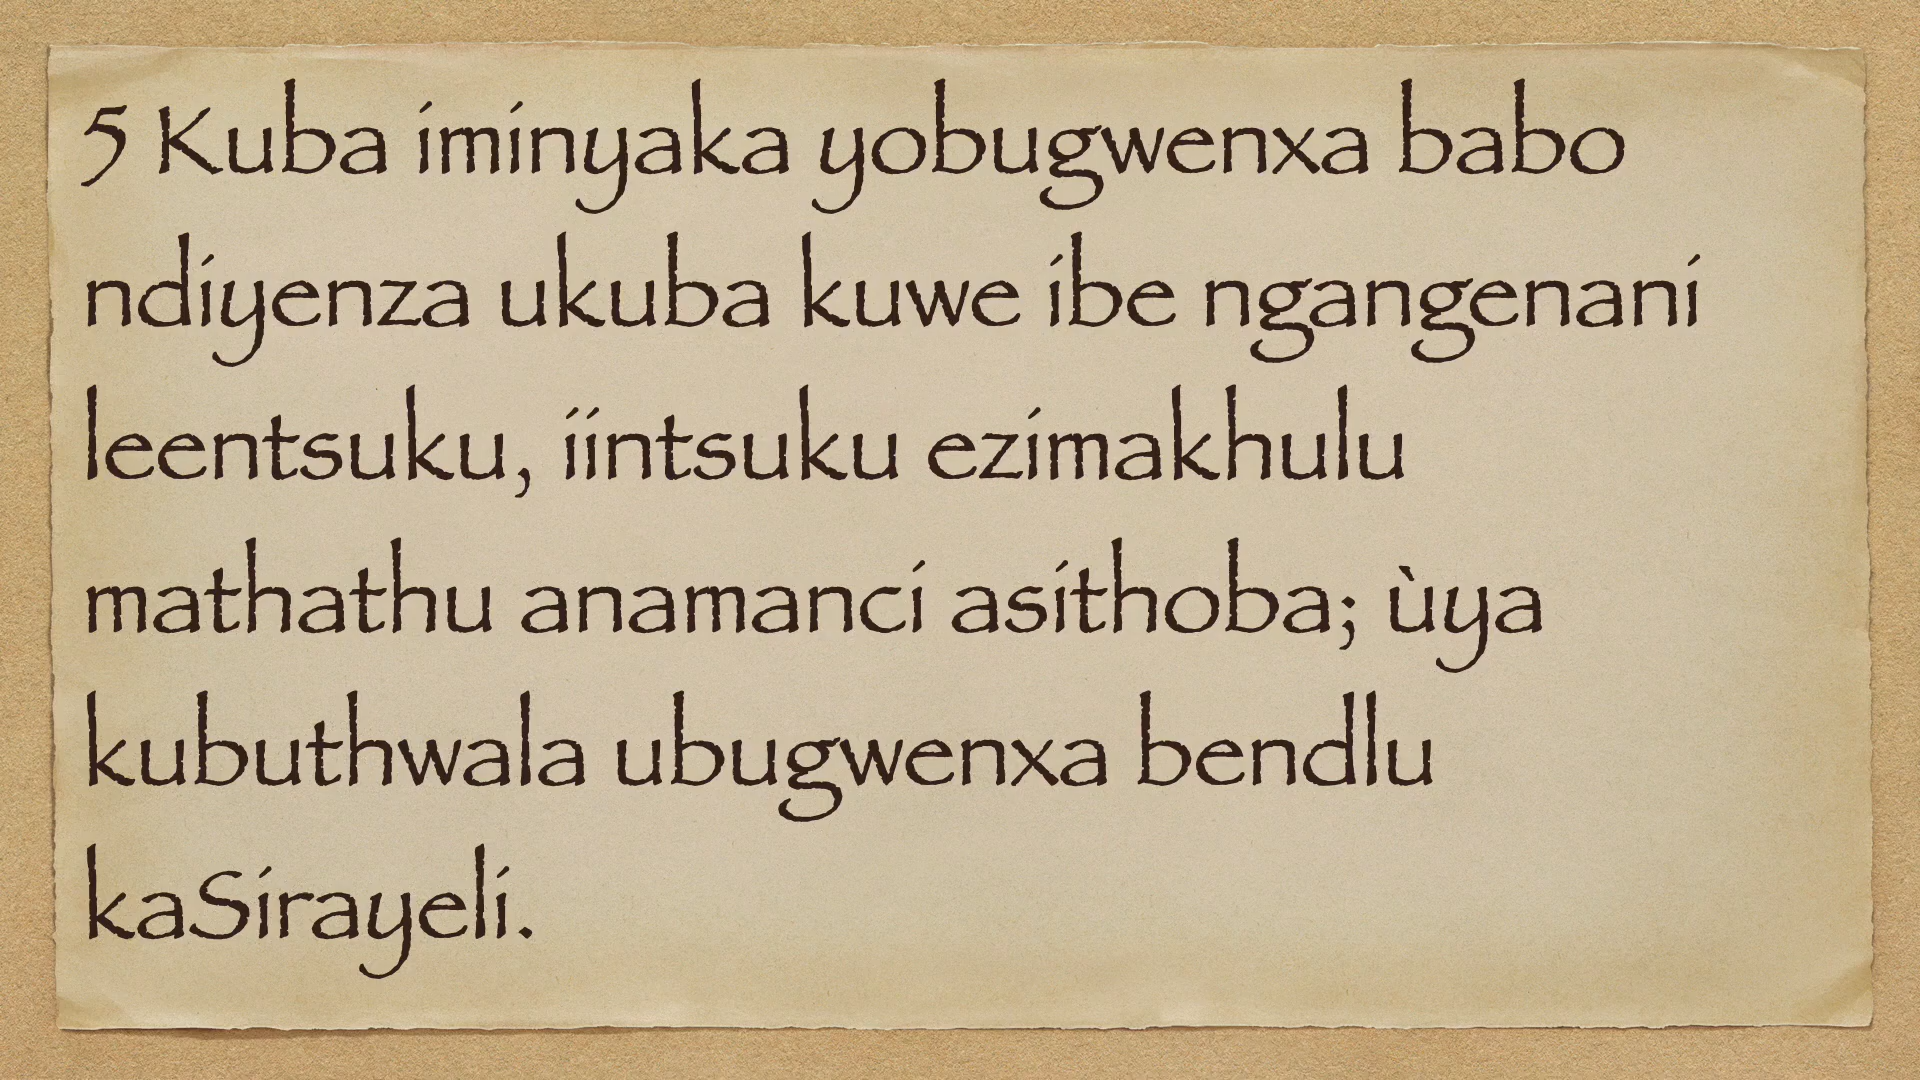 5 Kuba iminyaka yobugwenxa babo
ndiyenza ukuba kuwe ibe ngangenani
leentsuku, iintsuku ezimakhulu
mathathu anamanci asithoba; ùya
kubuthwala ubugwenxa bendlu
kaSirayeli.